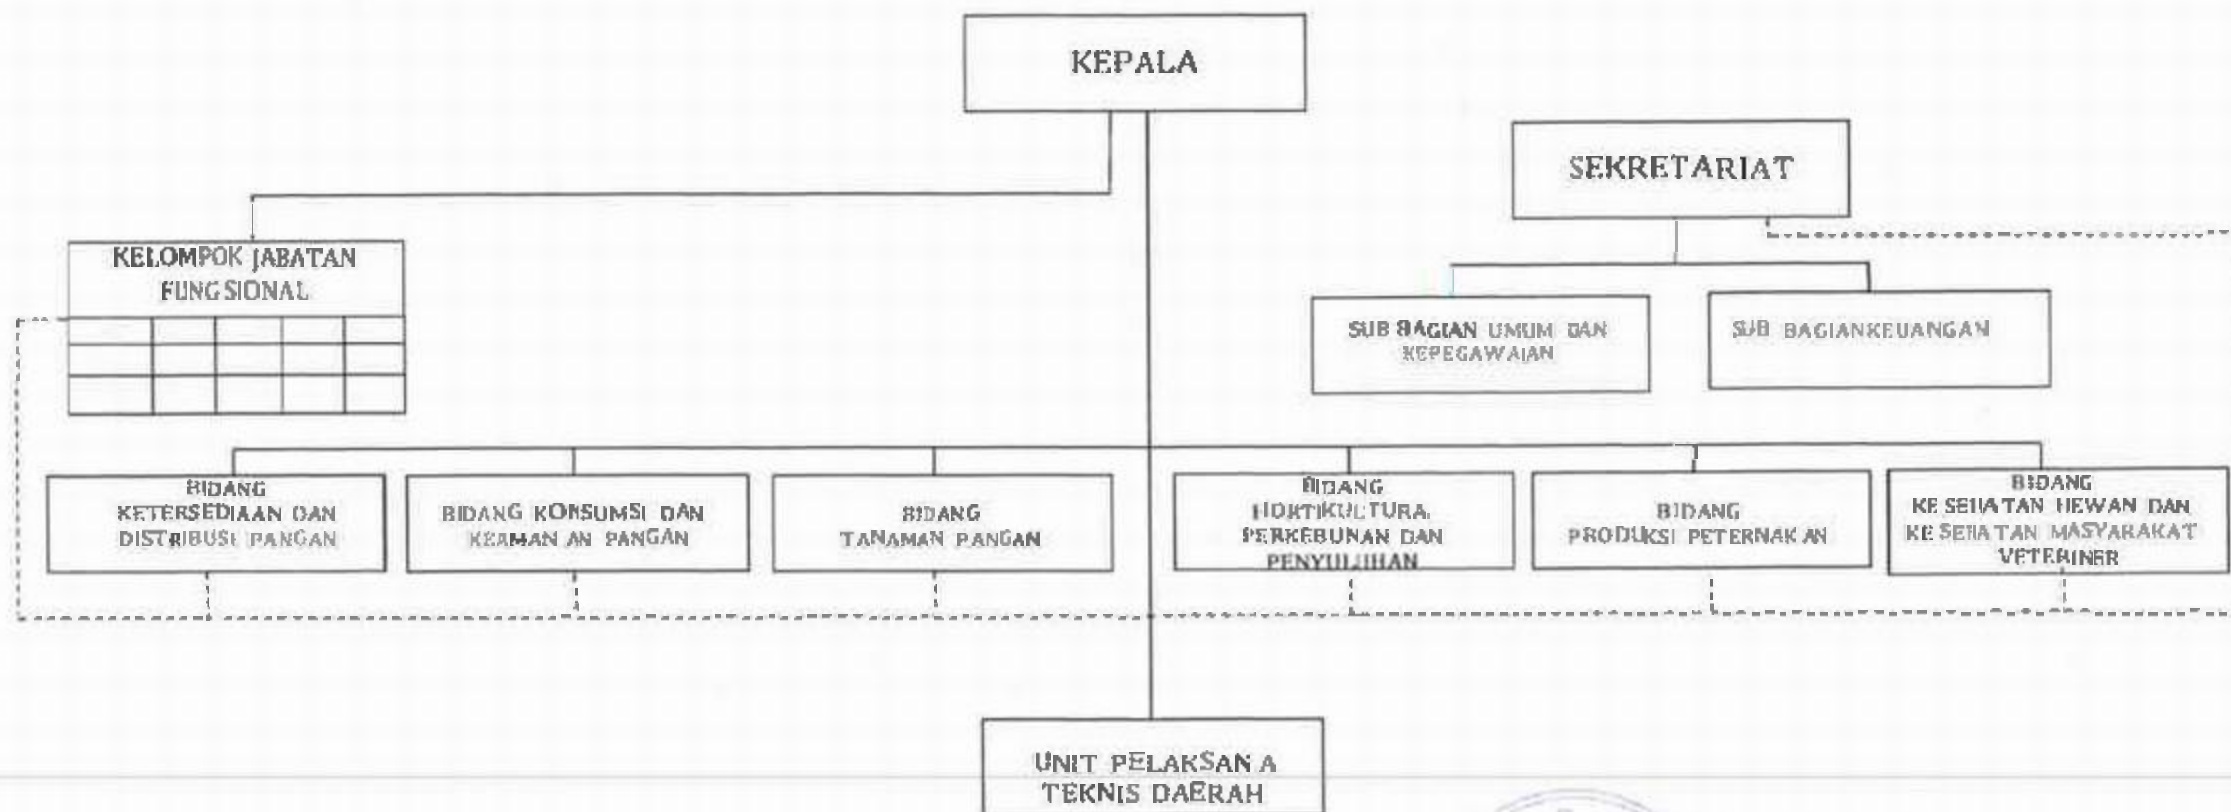 KEPALA
SEKRETARIAT
KELOMPOK JABATAN
FUNGSIONAL
SUB BAGIAN UMUM DAN
KEPEGAWAIAN
SUB BAGIANKEUANGAN
BIDANG
KETERSEDIAAN DAN
DISTRIBUSI PANGAN
BIDANG KONSUMSI DAN
KEAMANAN PANGAN
BIDANG
TANAMAN PANGAN
BIDANG
HORTIKULTURA,
PERKEBUNAN DAN
PENYULUHAN
BIDANG
PRODUKSI PETERNAKAN
BIDANG
KESEHATAN HEWAN DAN
KESEHATAN MASYARAKAT
VETERINER
UNIT PELAKSANA
TEKNIS DAERAH